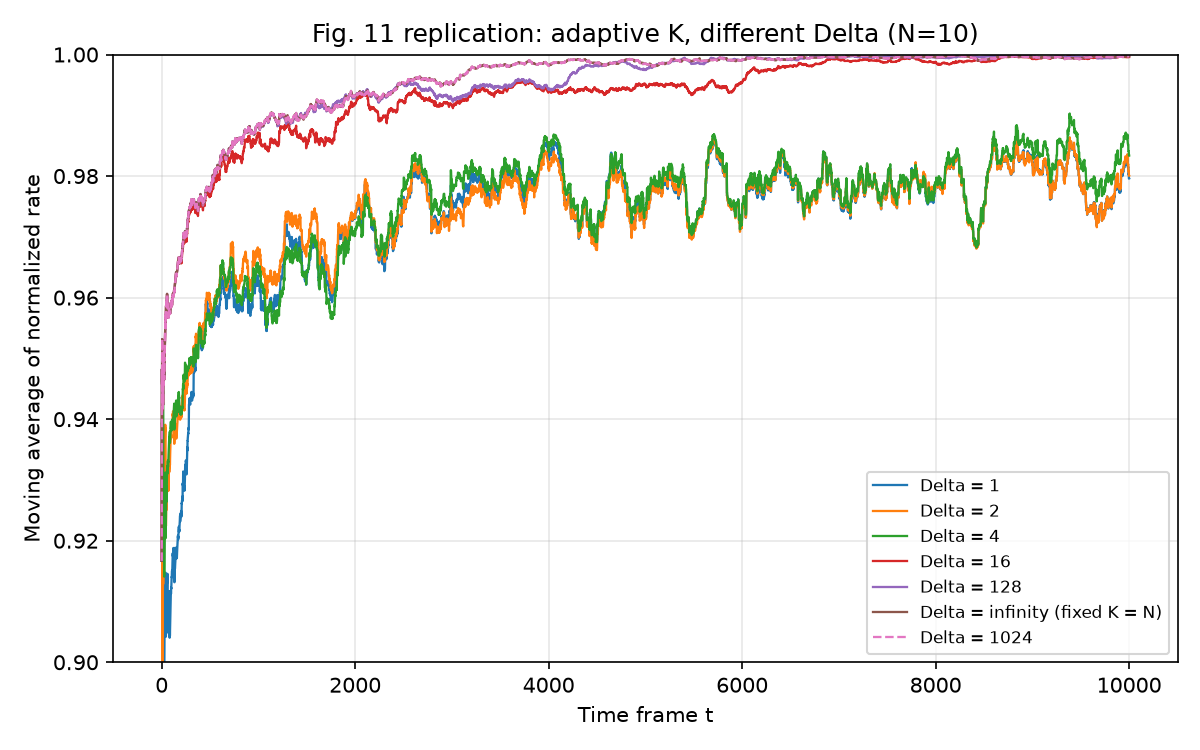 Fig. 11 replication: adaptive K, different Delta (N=10)
Moving average of normalized rate
1.00
0.98
0.96
0.94
0.92
0.90
0
2000
4000
6000
8000
10000
Time frame t
Delta = 1
Delta = 2
Delta = 4
Delta = 16
Delta = 128
Delta = infinity (fixed K = N)
Delta = 1024